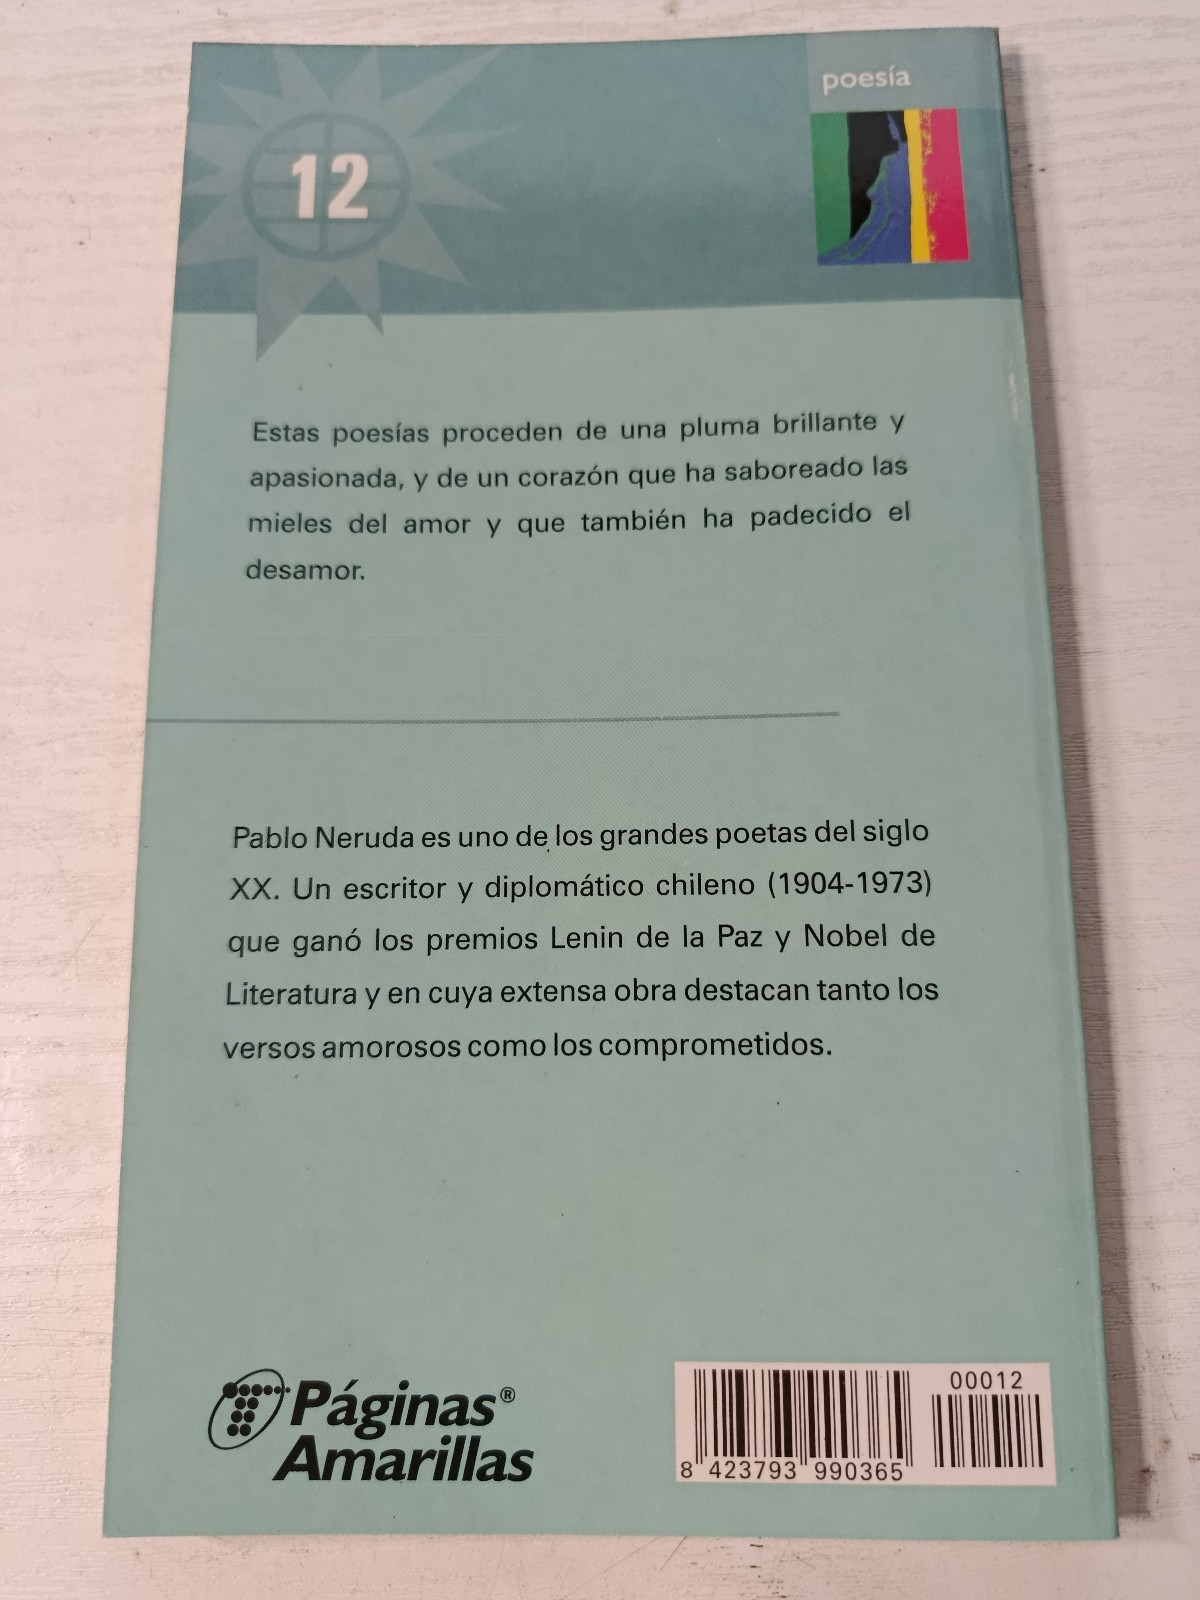 poesía
12
Estas poesías proceden de una pluma brillante y
apasionada, y de un corazón que ha saboreado las
mieles del amor y que también ha padecido el
desamor.
Pablo Neruda es uno de los grandes poetas del siglo
XX. Un escritor y diplomático chileno (1904-1973)
que ganó los premios Lenin de la Paz y Nobel de
Literatura y en cuya extensa obra destacan tanto los
versos amorosos como los comprometidos.
Páginas®
Amarillas
00012
8 423793 990365